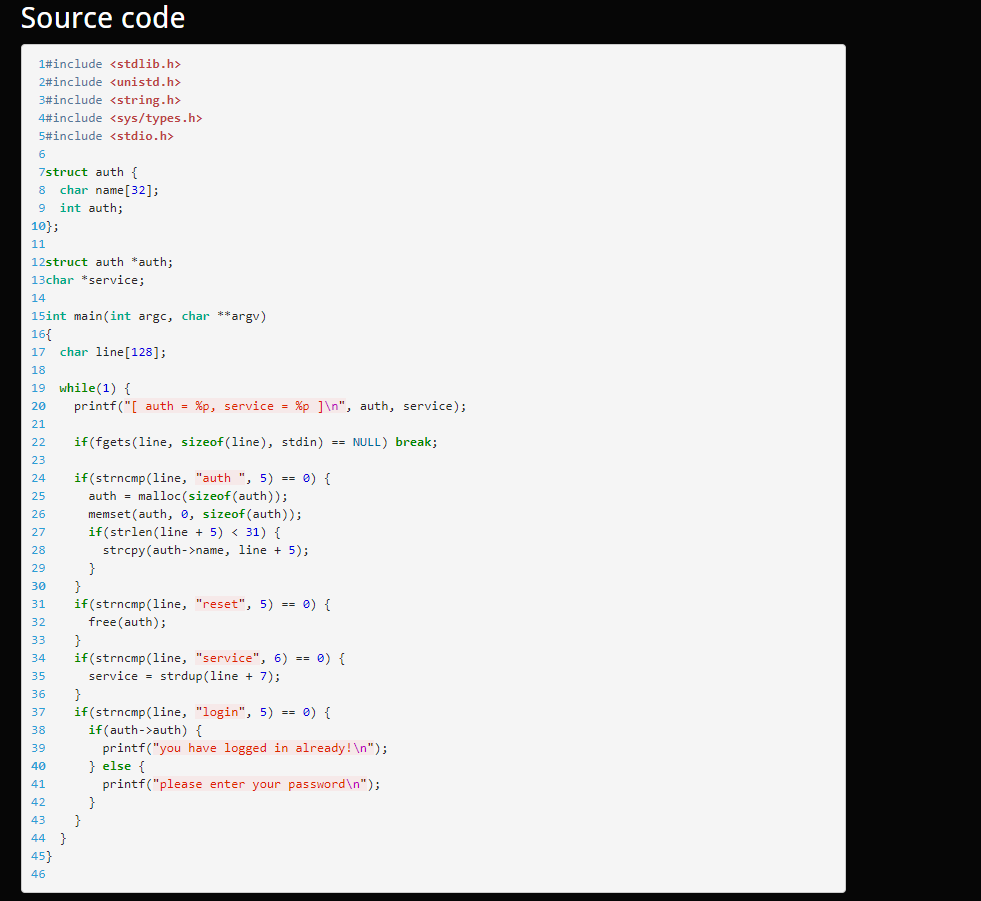 Source code
1#include <stdlib.h>
2#include <unistd.h>
3#include <string.h>
4#include <sys/types.h>
5#include <stdio.h>
6
7struct auth {
8  char name[32];
9  int auth;
10};
11
12struct auth *auth;
13char *service;
14
15int main(int argc, char **argv)
16{
17  char line[128];
18
19  while(1) {
20    printf("[ auth = %p, service = %p ]\n", auth, service);
21
22    if(fgets(line, sizeof(line), stdin) == NULL) break;
23
24    if(strncmp(line, "auth ", 5) == 0) {
25      auth = malloc(sizeof(auth));
26      memset(auth, 0, sizeof(auth));
27      if(strlen(line + 5) < 31) {
28        strcpy(auth->name, line + 5);
29      }
30    }
31    if(strncmp(line, "reset", 5) == 0) {
32      free(auth);
33    }
34    if(strncmp(line, "service", 6) == 0) {
35      service = strdup(line + 7);
36    }
37    if(strncmp(line, "login", 5) == 0) {
38      if(auth->auth) {
39        printf("you have logged in already!\n");
40      } else {
41        printf("please enter your password\n");
42      }
43    }
44  }
45}
46